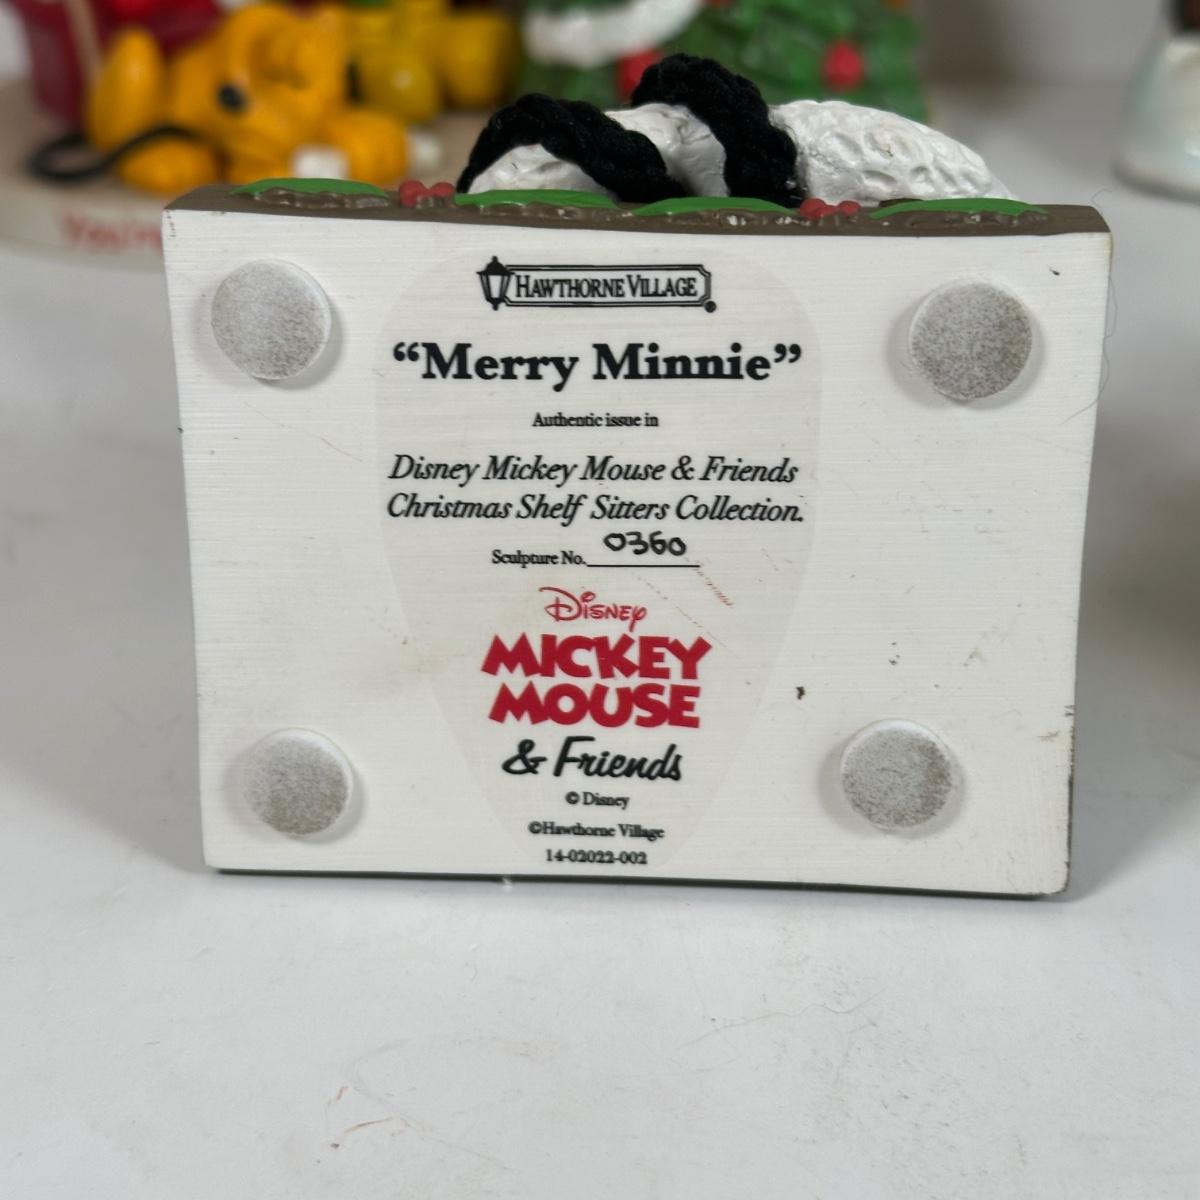 HAWTHORNE VILLAGE
“Merry Minnie”
Authentic issue in
Disney Mickey Mouse & Friends
Christmas Shelf Sitters Collection.
Sculpture No. 0360
Disney
MICKEY
MOUSE
& Friends
© Disney
©Hawthorne Village
14-02022-002